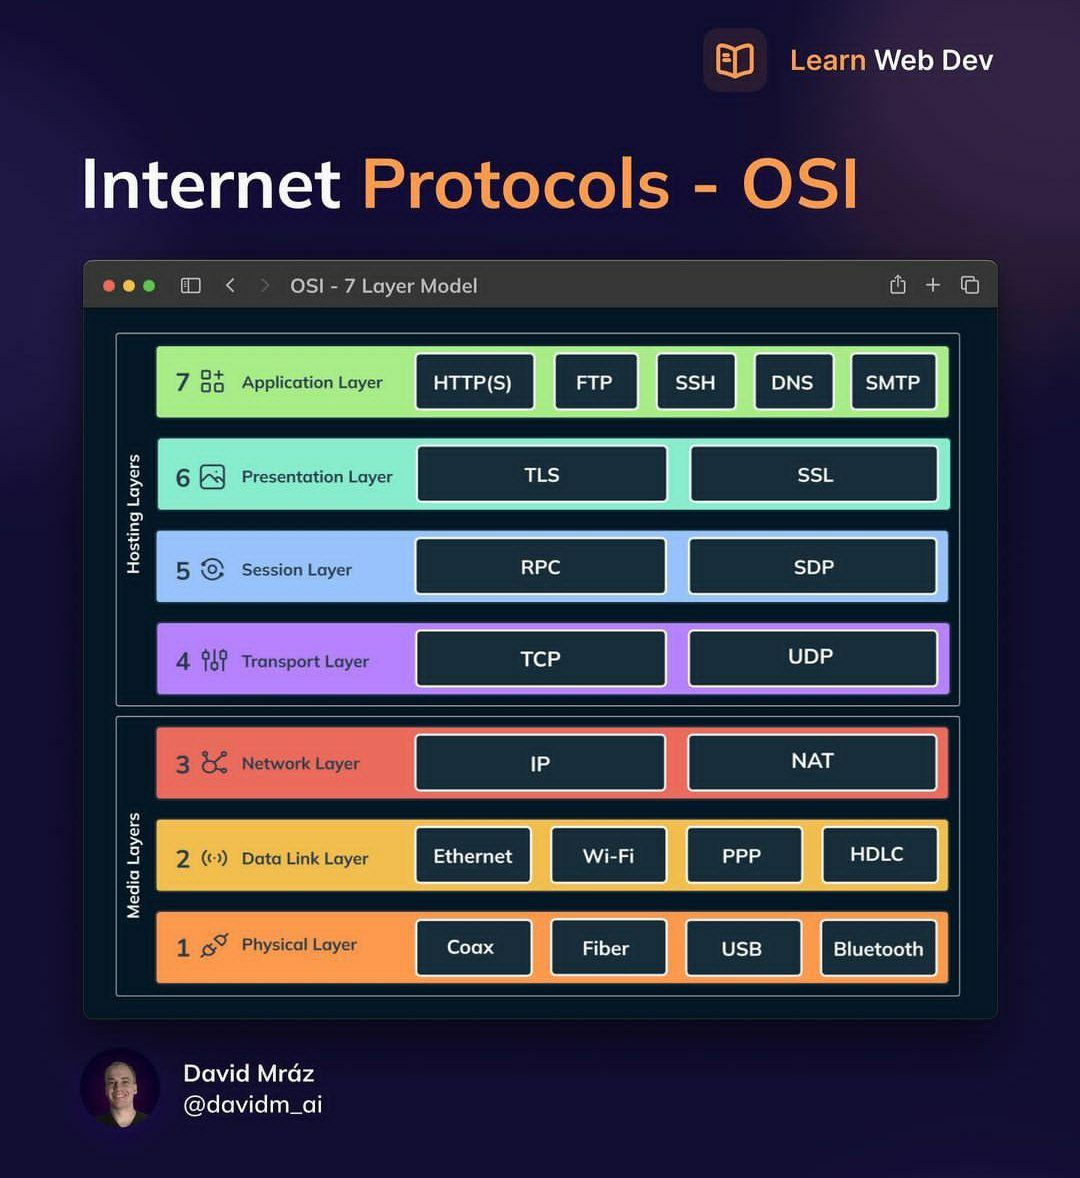 Learn Web Dev
Internet Protocols - OSI
OSI - 7 Layer Model
Hosting Layers
7 Application Layer HTTP(S) FTP SSH DNS SMTP
6 Presentation Layer TLS SSL
5 Session Layer RPC SDP
4 Transport Layer TCP UDP
Media Layers
3 Network Layer IP NAT
2 Data Link Layer Ethernet Wi-Fi PPP HDLC
1 Physical Layer Coax Fiber USB Bluetooth
David Mráz
@davidm_ai